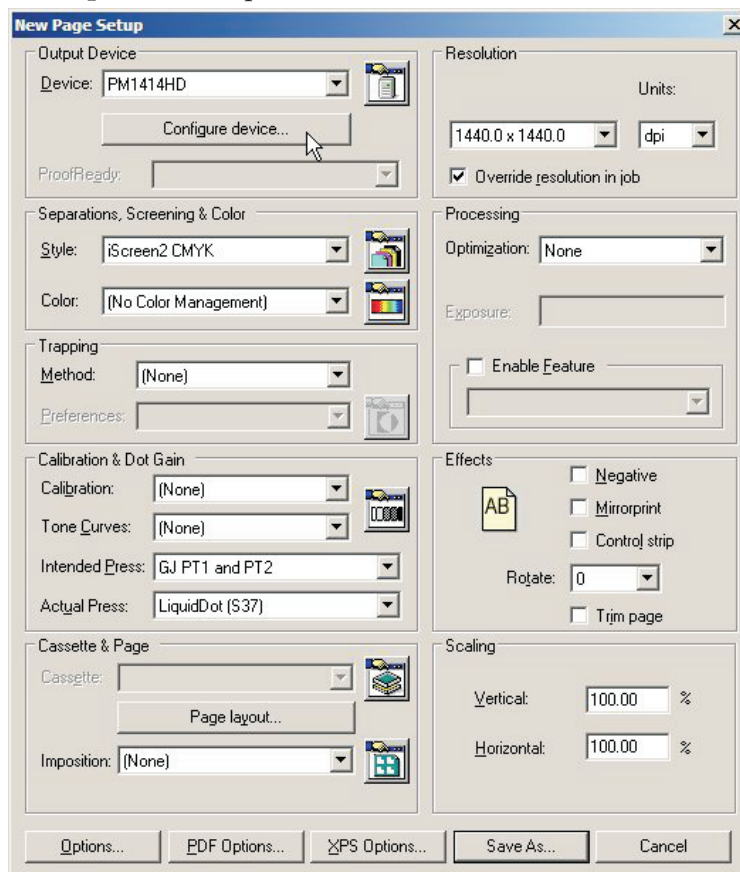 New Page Setup
Output Device
Device: PM1414HD
Configure device...
ProofReady:
Resolution
Units:
1440.0 x 1440.0 dpi
Override resolution in job
Separations, Screening & Color
Style: iScreen2 CMYK
Color: (No Color Management)
Processing
Optimization: None
Exposure:
Enable Feature
Trapping
Method: (None)
Preferences:
Calibration & Dot Gain
Calibration: (None)
Tone Curves: (None)
Intended Press: GJ PT1 and PT2
Actual Press: LiquidDot (S37)
Effects
AB
Negative
Mirrorprint
Control strip
Rotate: 0
Trim page
Cassette & Page
Cassette:
Page layout...
Imposition: (None)
Scaling
Vertical: 100.00 %
Horizontal: 100.00 %
Options... PDF Options... XPS Options... Save As... Cancel